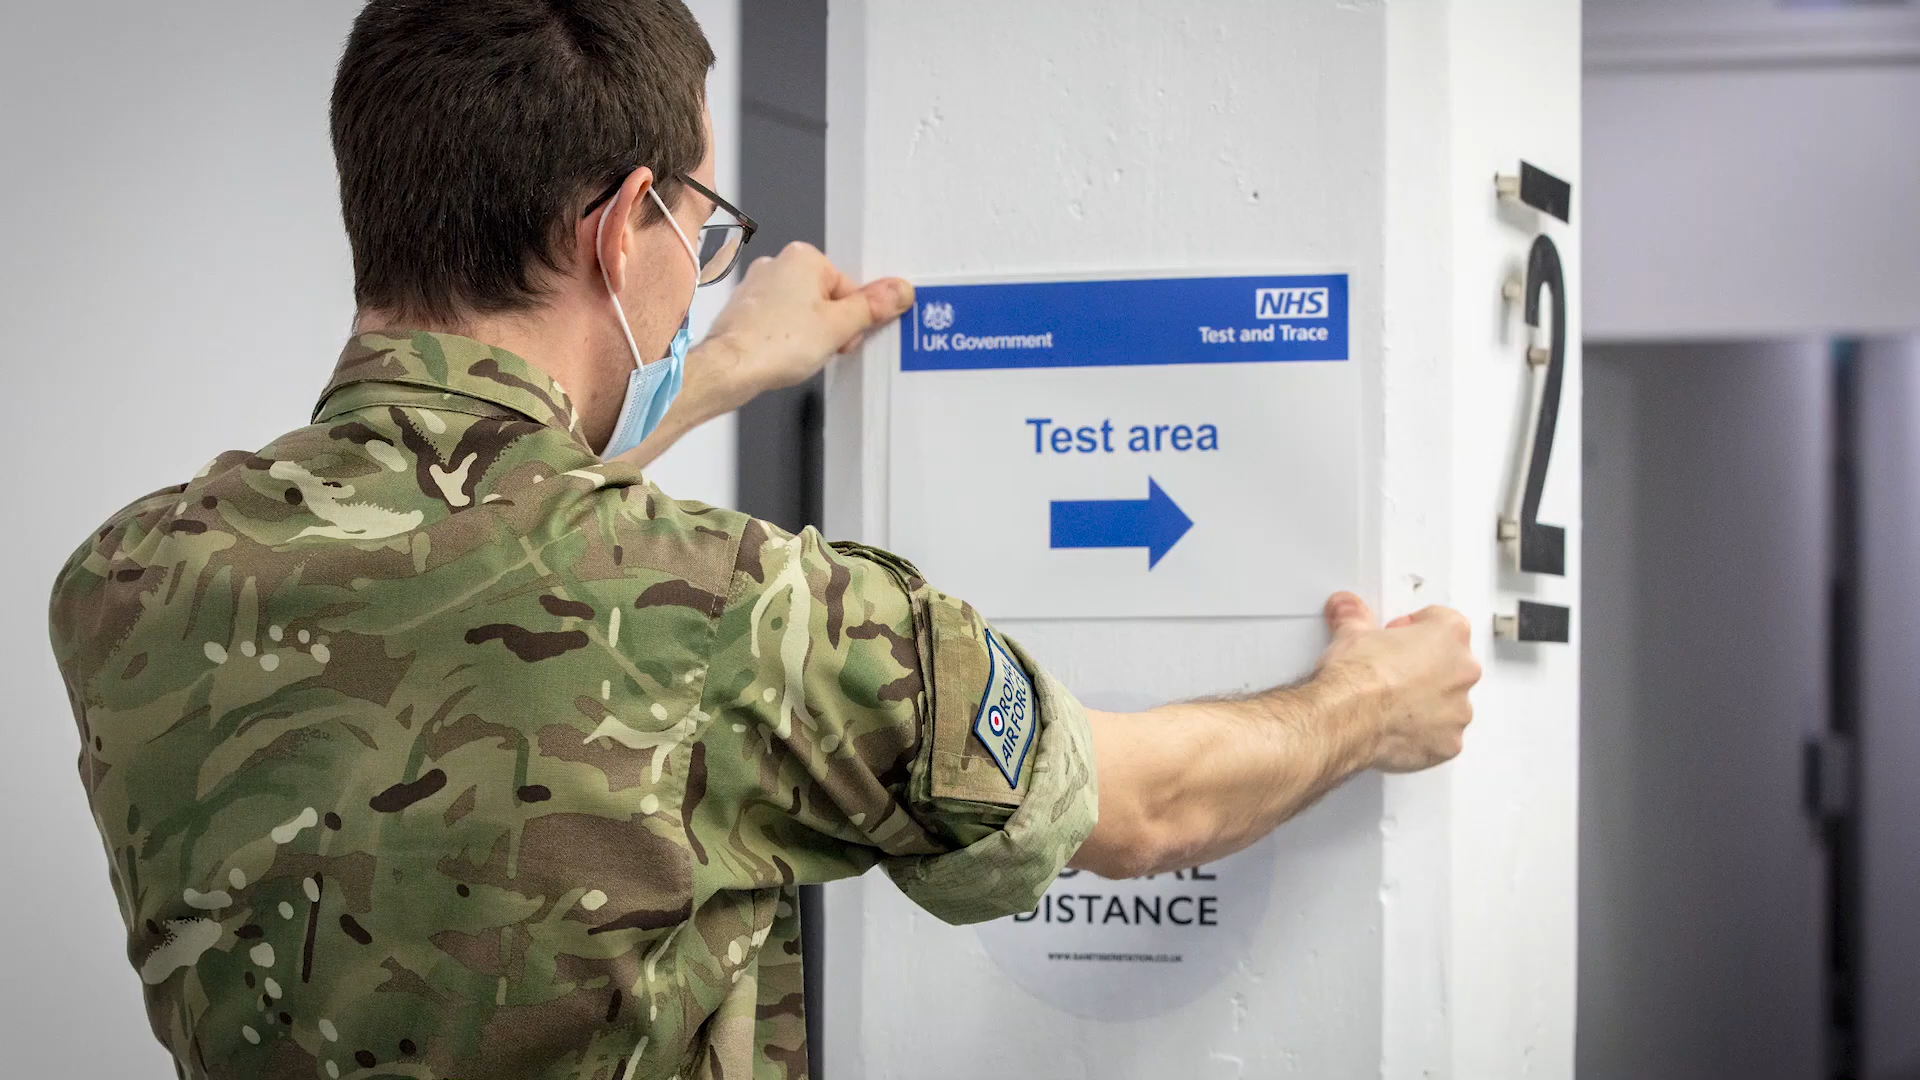 UK Government
NHS
Test and Trace
Test area
2
ROYAL
AIR FORCE
DISTANCE